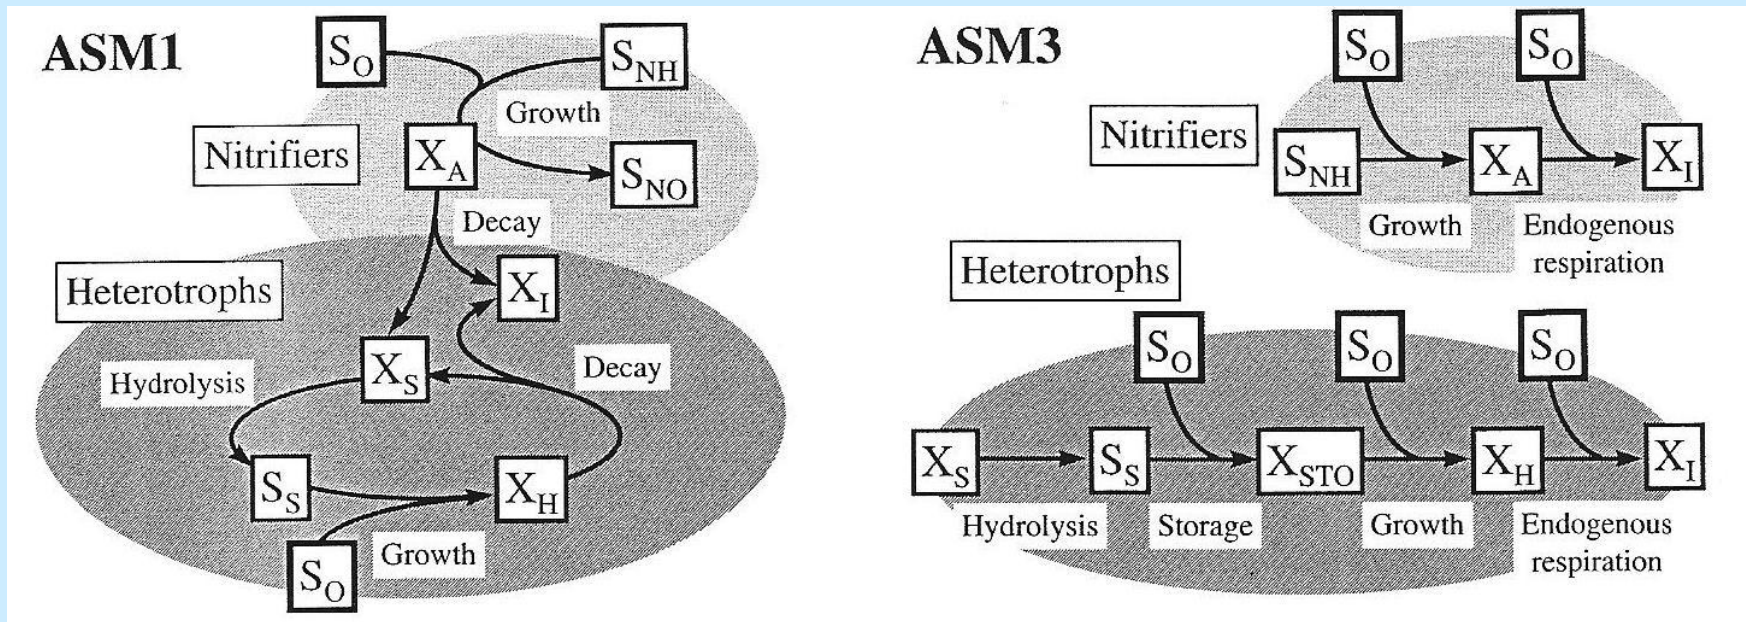 ASM1
S_O
S_NH
Growth
Nitrifiers
X_A
S_NO
Decay
Heterotrophs
X_I
X_S
Decay
Hydrolysis
S_S
X_H
Growth
S_O
ASM3
S_O
S_O
Nitrifiers
S_NH
X_A
X_I
Growth
Endogenous
respiration
Heterotrophs
S_O
S_O
S_O
X_S
S_S
X_STO
X_H
X_I
Hydrolysis
Storage
Growth
Endogenous
respiration